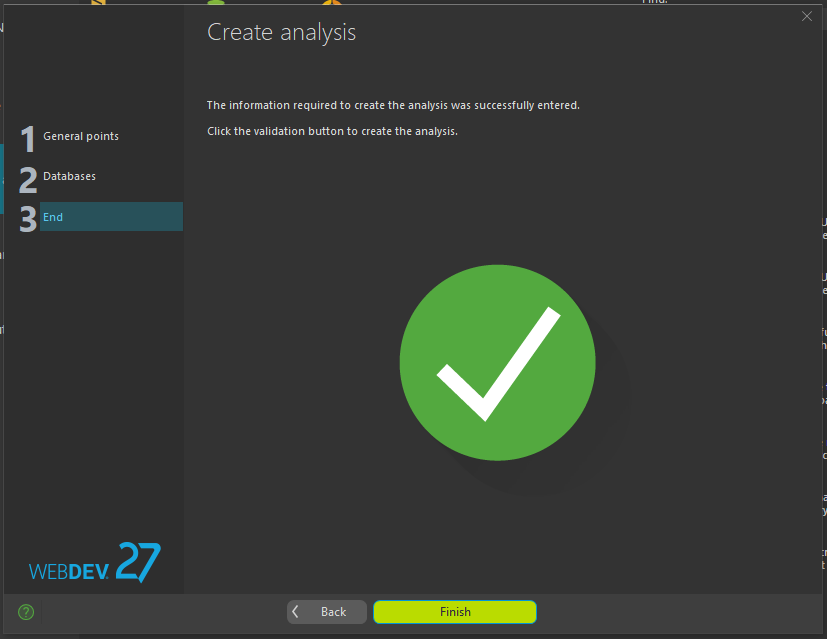 Create analysis
The information required to create the analysis was successfully entered.
Click the validation button to create the analysis.
1 General points
2 Databases
3 End
WEBDEV 27
? Back Finish